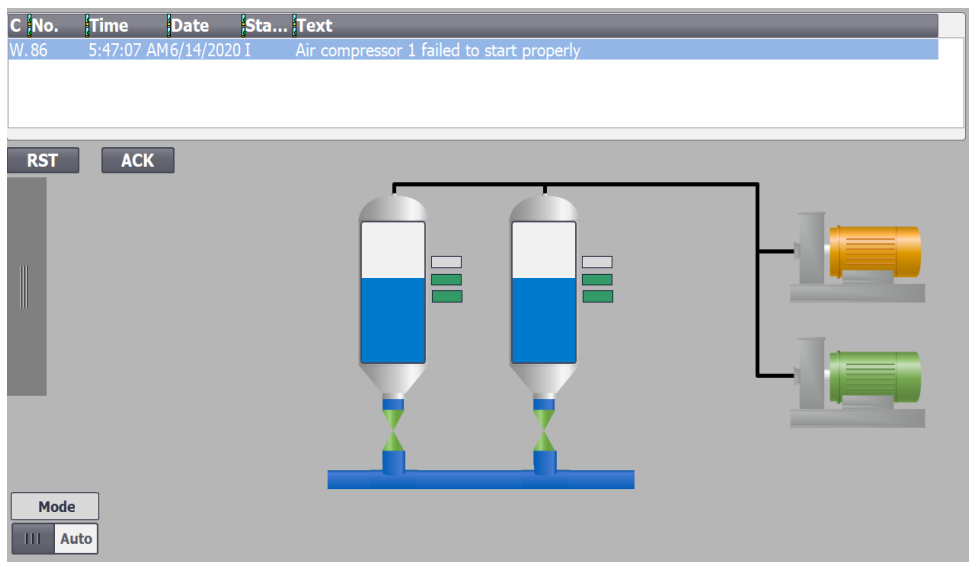 C No. Time Date Sta... Text
W. 86 5:47:07 AM 6/14/2020 I Air compressor 1 failed to start properly
RST ACK
Mode
Auto